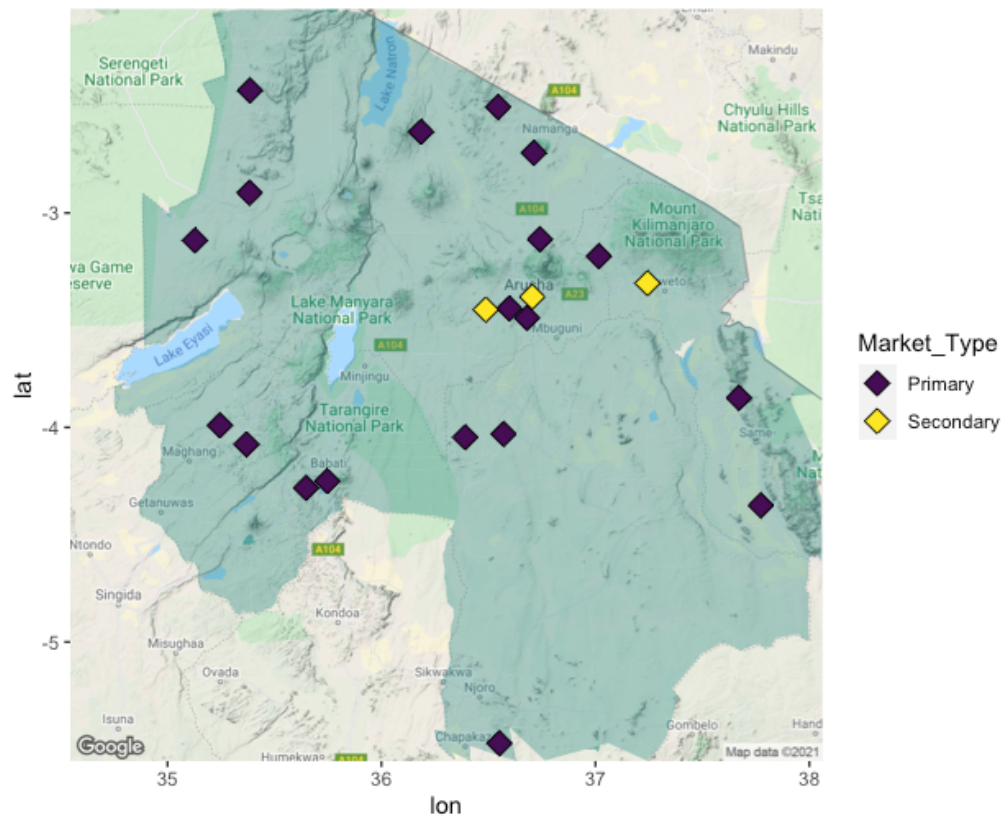 Makindu
Serengeti
National Park
Lake Natron
A104
Chyulu Hills
National Park
Namanga
-3
A104
Mount
Kilimanjaro
National Park
Tsa
Nati
wa Game
eserve
Arusha
A23
weto
Lake Manyara
National Park
Mbuguni
Lake Eyasi
A104
Minjingu
Market_Type
Primary
Secondary
lat
-4
Tarangire
National Park
Same
Maghang
Babati
M
Nat
Getanuwas
Ntondo
A104
Singida
Kondoa
-5
Misughaa
Ovada
Sikwakwa
Njoro
Isuna
Gombelo
Hand
Chapakaz
Google
Humekwa
A104
Map data ©2021
35
36
37
38
lon